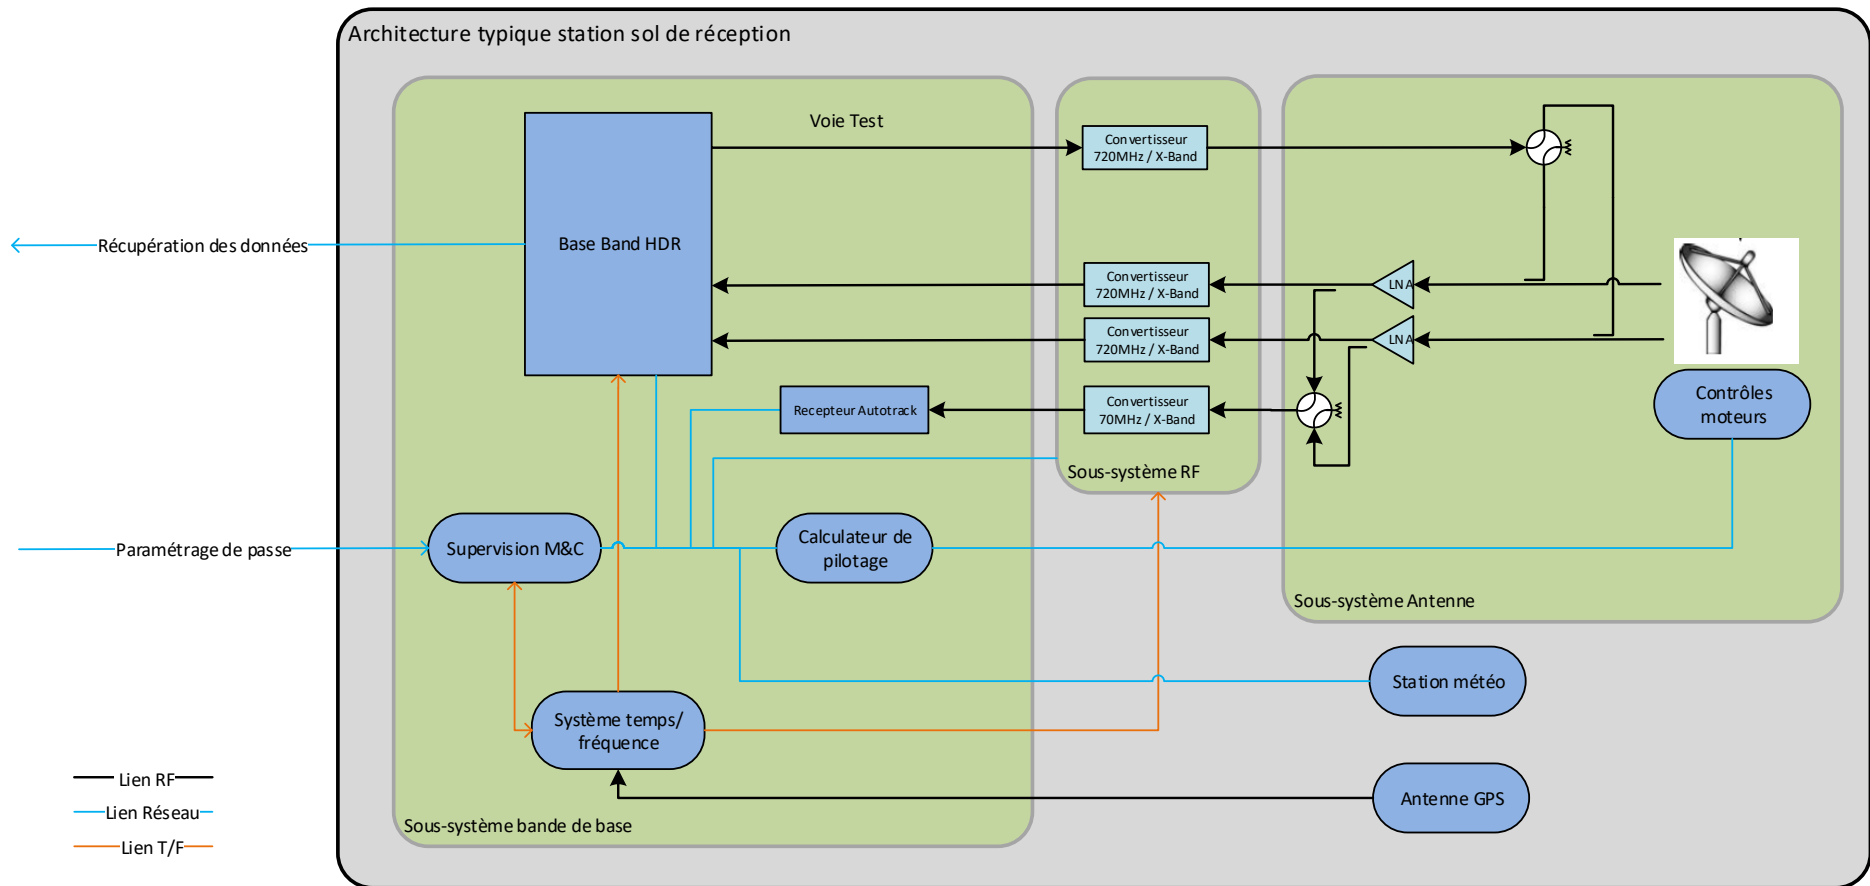 Architecture typique station sol de réception
Voie Test
Convertisseur
720MHz / X-Band
Base Band HDR
Récupération des données
Convertisseur
720MHz / X-Band
LNA
Convertisseur
720MHz / X-Band
LNA
Recepteur Autotrack
Convertisseur
70MHz / X-Band
Contrôles
moteurs
Sous-système RF
Paramétrage de passe
Supervision M&C
Calculateur de
pilotage
Sous-système Antenne
Station météo
Système temps/
fréquence
Antenne GPS
Sous-système bande de base
Lien RF
Lien Réseau
Lien T/F